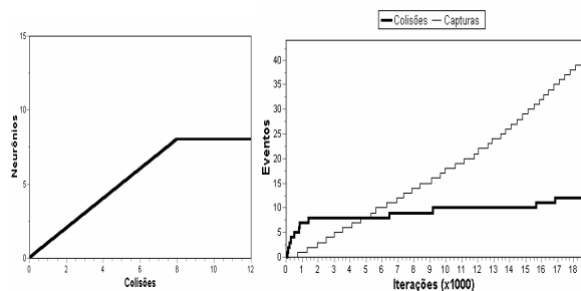 Colisões Capturas
15
10
5
0
Neurônios
0 2 4 6 8 10 12
Colisões
40
35
30
25
20
15
10
5
0
Eventos
0 1 2 3 4 5 6 7 8 9 10 11 12 13 14 15 16 17 18
Iterações (x1000)